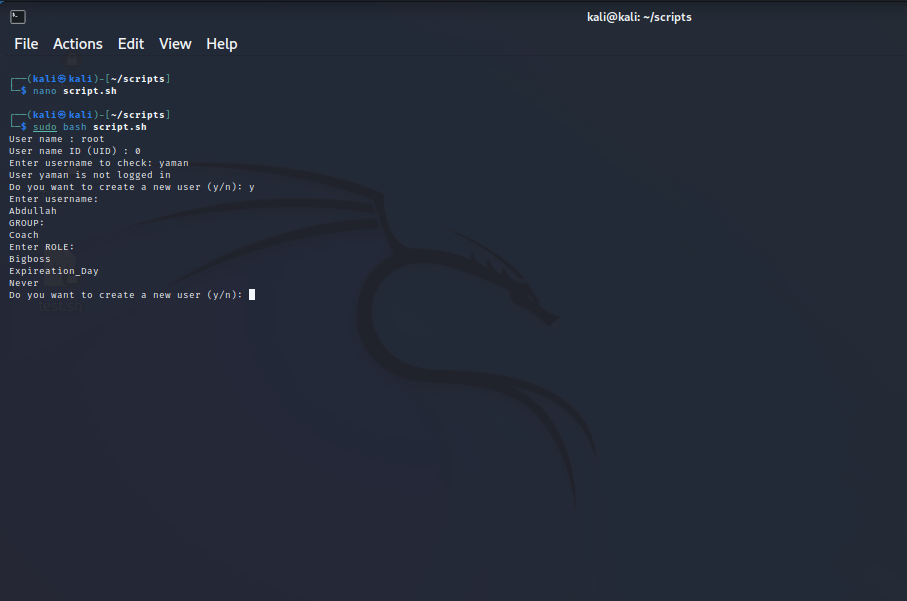 kali@kali: ~/scripts
File Actions Edit View Help
┌──(kali㉿kali)-[~/scripts]
└─$ nano script.sh
┌──(kali㉿kali)-[~/scripts]
└─$ sudo bash script.sh
User name : root
User name ID (UID) : 0
Enter username to check: yaman
User yaman is not logged in
Do you want to create a new user (y/n): y
Enter username:
Abdullah
GROUP:
Coach
Enter ROLE:
Bigboss
Expireation_Day
Never
Do you want to create a new user (y/n):